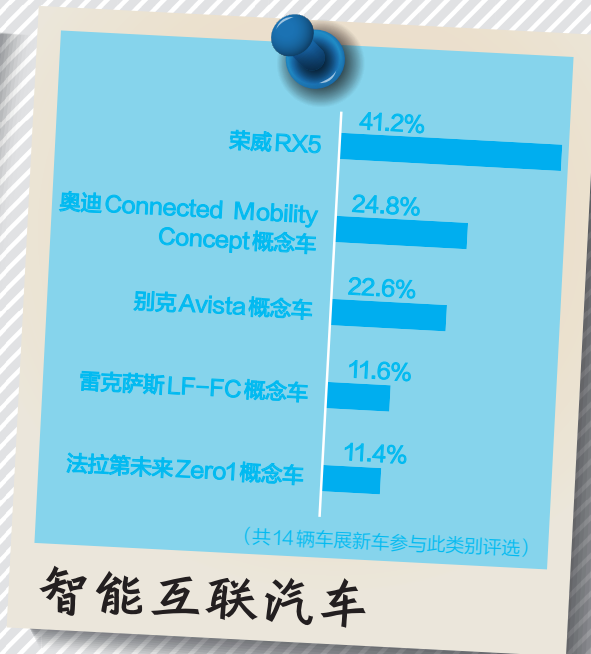 41.2%
荣威RX5
24.8%
奥迪Connected Mobility
Concept概念车
22.6%
别克Avista概念车
11.6%
雷克萨斯LF-FC概念车
11.4%
法拉第未来Zero1概念车
(共14辆车展新车参与此类别评选)
智能互联汽车